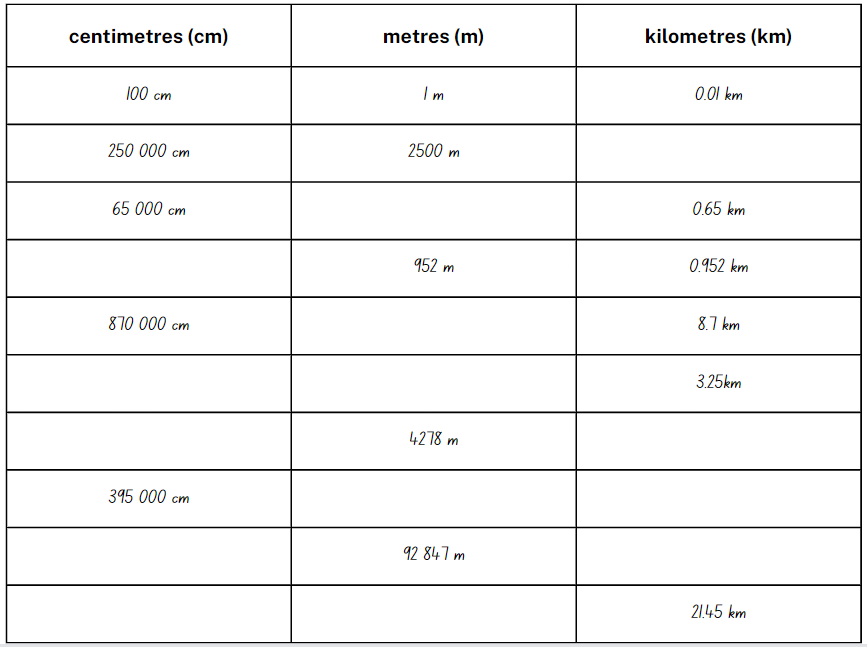 centimetres (cm) metres (m) kilometres (km)
100 cm 1 m 0.01 km
250 000 cm 2500 m
65 000 cm 0.65 km
952 m 0.952 km
870 000 cm 8.7 km
3.25km
4278 m
395 000 cm
92 847 m
21.45 km